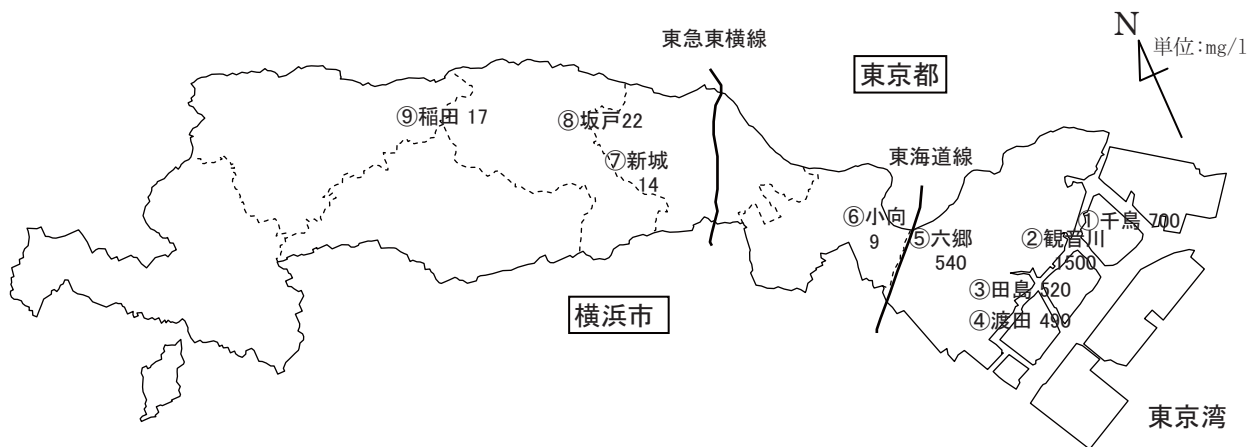 東急東横線
N
単位:mg/l
東京都
⑨稲田 17
⑧坂戸22
⑦新城
14
東海道線
⑥小向
9
⑤六郷
540
①千鳥 700
②観音川
1500
③田島 520
④渡田 490
横浜市
東京湾